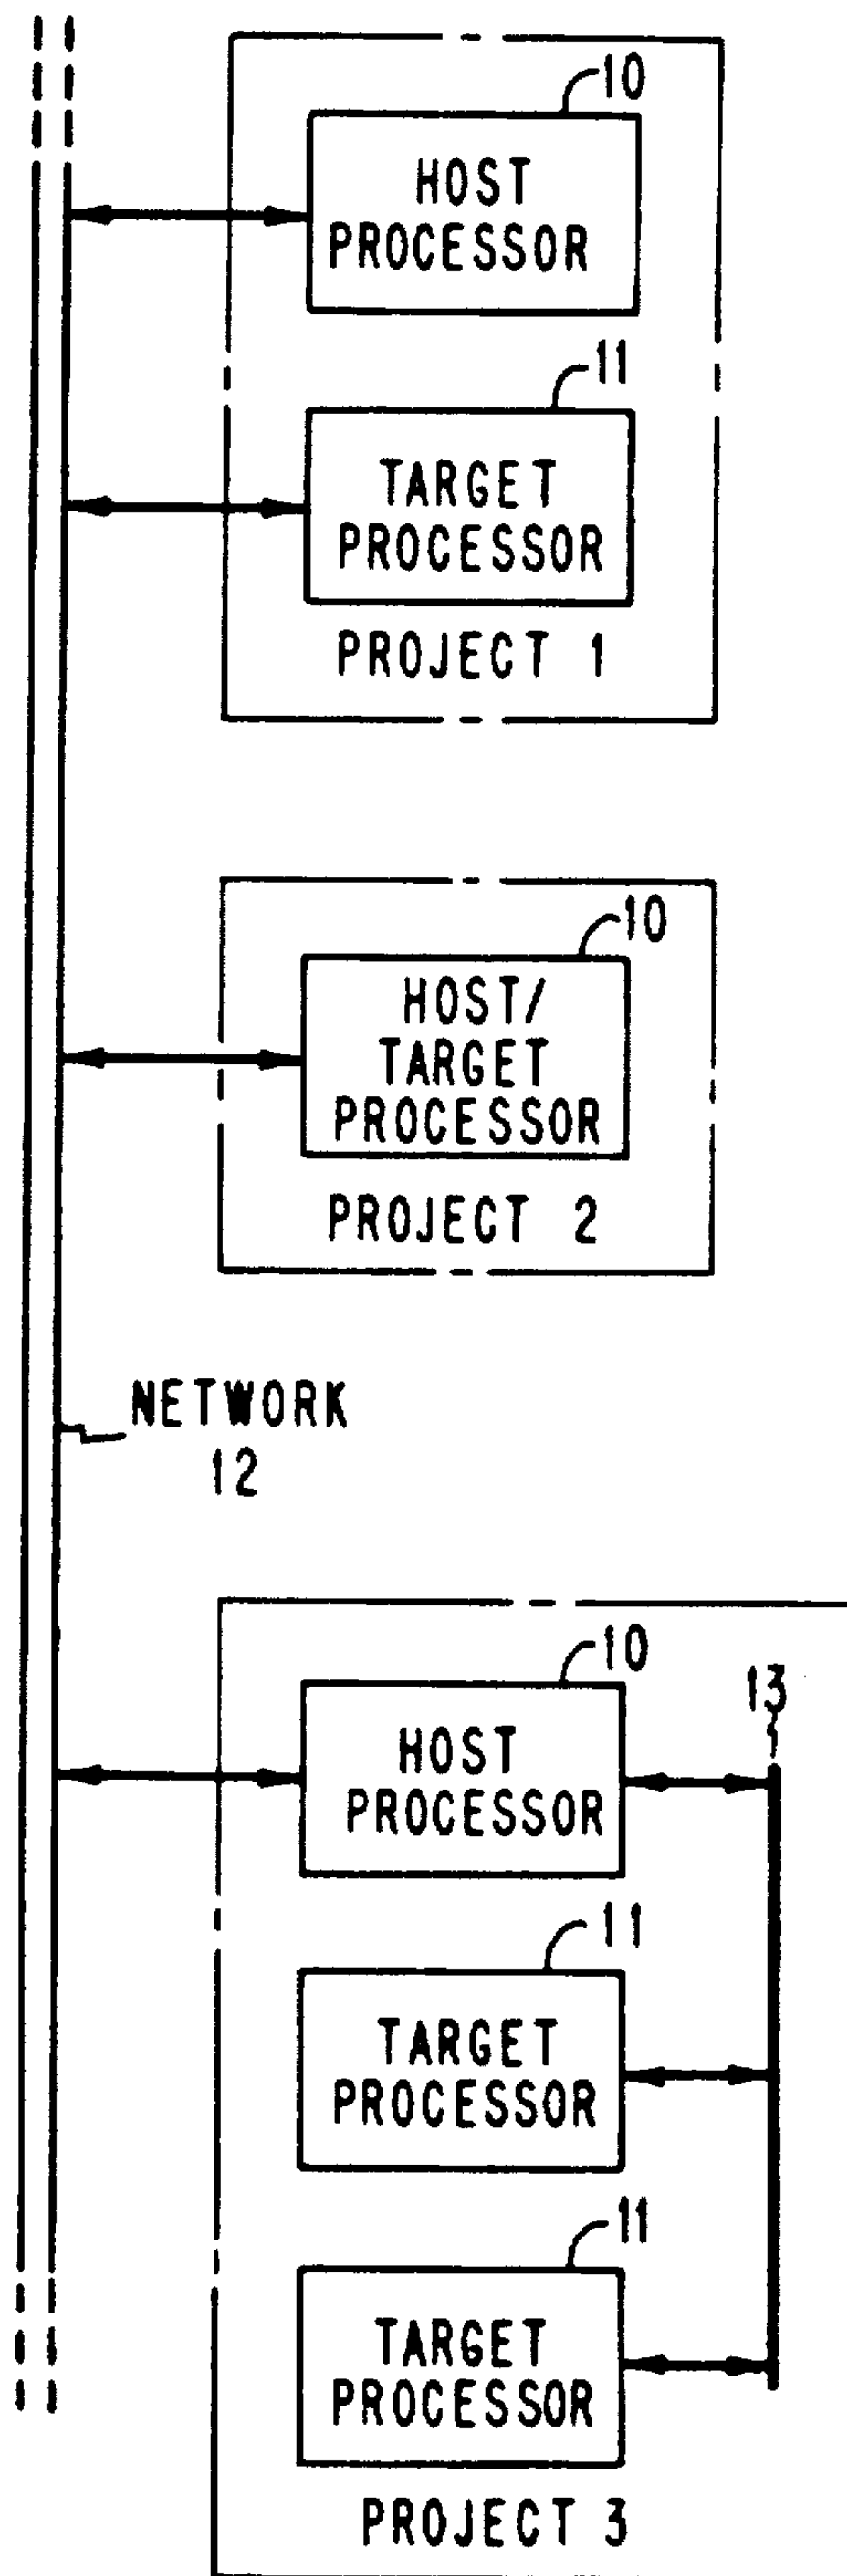 10
HOST
PROCESSOR
11
TARGET
PROCESSOR
PROJECT 1
10
HOST/
TARGET
PROCESSOR
PROJECT 2
NETWORK
12
10
HOST
PROCESSOR
13
11
TARGET
PROCESSOR
11
TARGET
PROCESSOR
PROJECT 3